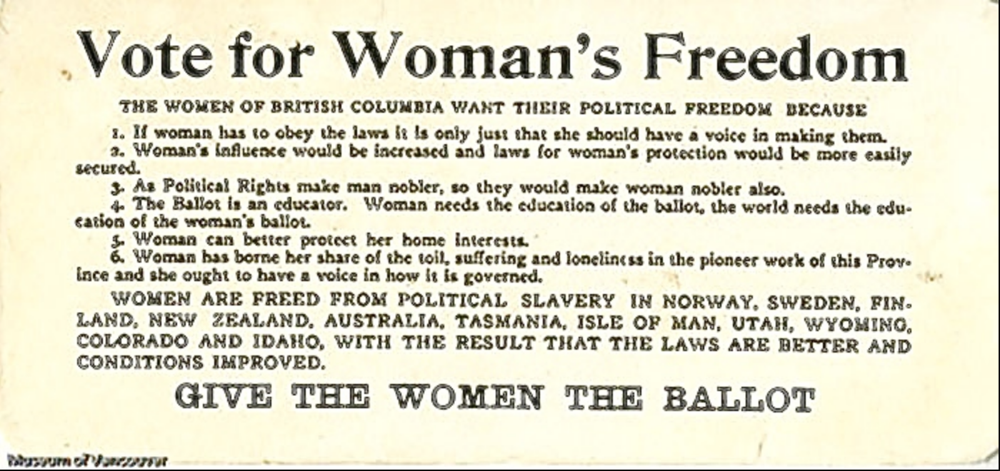 Vote for Woman's Freedom
THE WOMEN OF BRITISH COLUMBIA WANT THEIR POLITICAL FREEDOM BECAUSE
1. If woman has to obey the laws it is only just that she should have a voice in making them.
2. Woman's influence would be increased and laws for woman's protection would be more easily
secured.
3. As Political Rights make man nobler, so they would make woman nobler also.
4. The Ballot is an educator. Woman needs the education of the ballot, the world needs the edu-
cation of the woman's ballot.
5. Woman can better protect her home interests.
6. Woman has borne her share of the toil, suffering and loneliness in the pioneer work of this Prov-
ince and she ought to have a voice in how it is governed.
WOMEN ARE FREED FROM POLITICAL SLAVERY IN NORWAY, SWEDEN, FIN-
LAND, NEW ZEALAND, AUSTRALIA, TASMANIA, ISLE OF MAN, UTAH, WYOMING,
COLORADO AND IDAHO, WITH THE RESULT THAT THE LAWS ARE BETTER AND
CONDITIONS IMPROVED.
GIVE THE WOMEN THE BALLOT
Museum of Vancouver